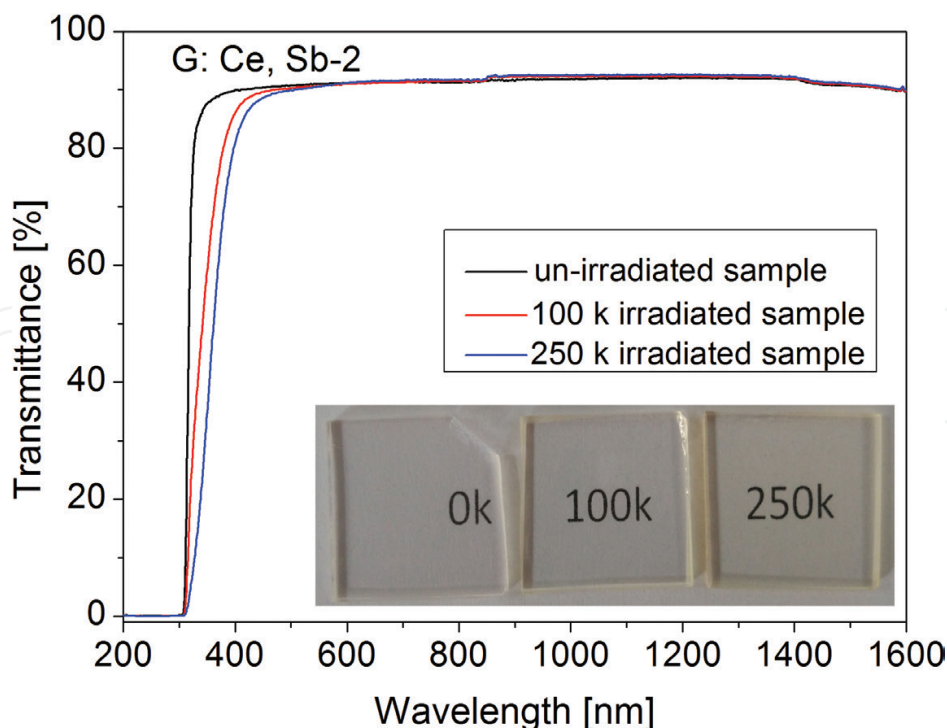 G: Ce, Sb-2
Transmittance [%]
100
80
60
40
20
0
un-irradiated sample
100 k irradiated sample
250 k irradiated sample
0k
100k
250k
200
400
600
800
1000
1200
1400
1600
Wavelength [nm]